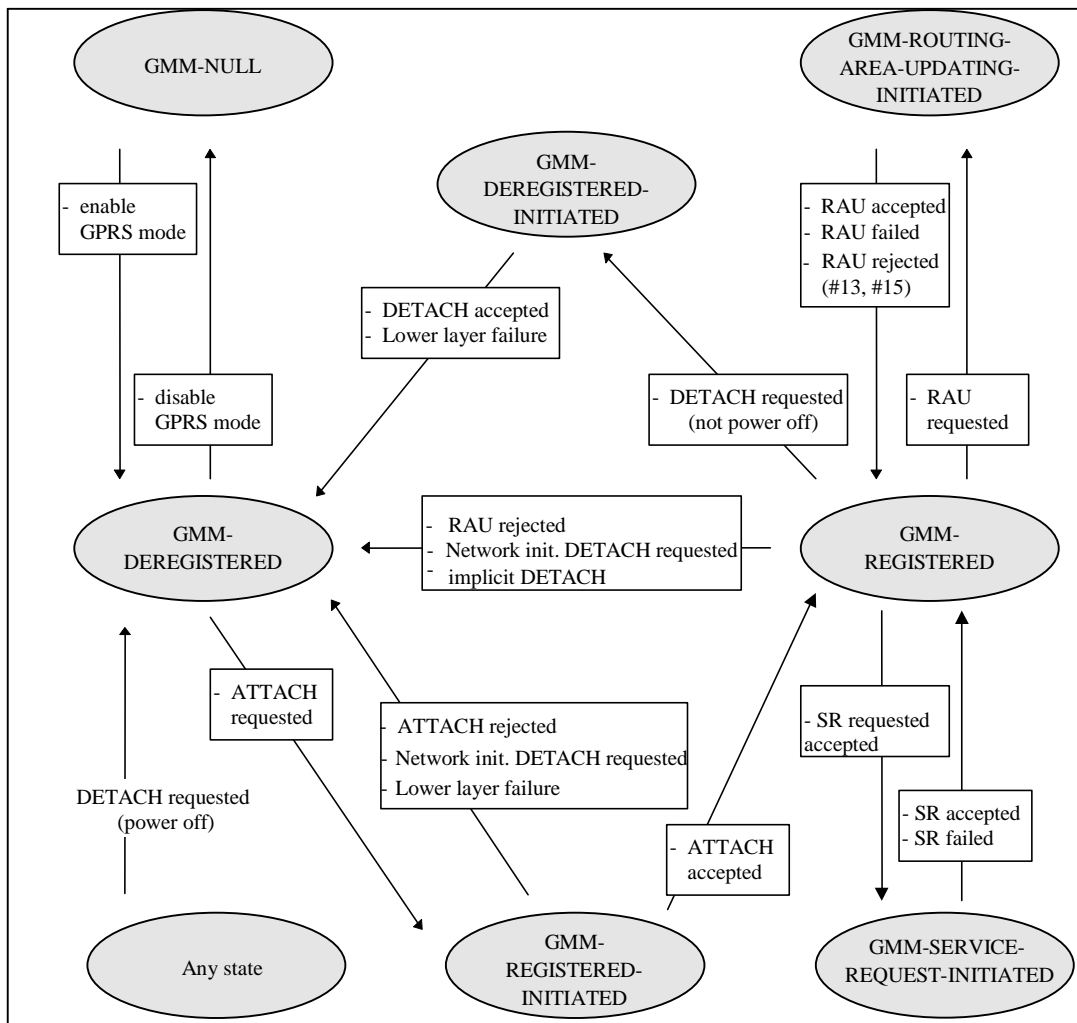 GMM-NULL
GMM-ROUTING-
AREA-UPDATING-
INITIATED
GMM-
DEREGISTERED-
INITIATED
- enable
GPRS mode
- RAU accepted
- RAU failed
- RAU rejected
(#13, #15)
- DETACH accepted
- Lower layer failure
- disable
GPRS mode
- DETACH requested
(not power off)
- RAU
requested
GMM-
DEREGISTERED
- RAU rejected
- Network init. DETACH requested
- implicit DETACH
GMM-
REGISTERED
- ATTACH
requested
- ATTACH rejected
- Network init. DETACH requested
- Lower layer failure
- SR requested
accepted
DETACH requested
(power off)
- ATTACH
accepted
- SR accepted
- SR failed
Any state
GMM-
REGISTERED-
INITIATED
GMM-SERVICE-
REQUEST-INITIATED